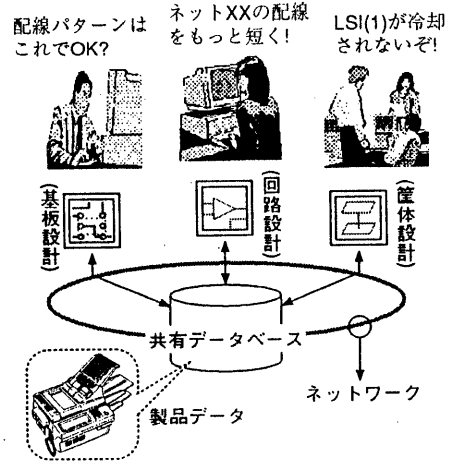 配線パターンは
これでOK?
ネットXXの配線
をもっと短く!
LSI(1)が冷却
されないぞ!
(基板設計)
(回路設計)
(筐体設計)
共有データベース
ネットワーク
製品データ